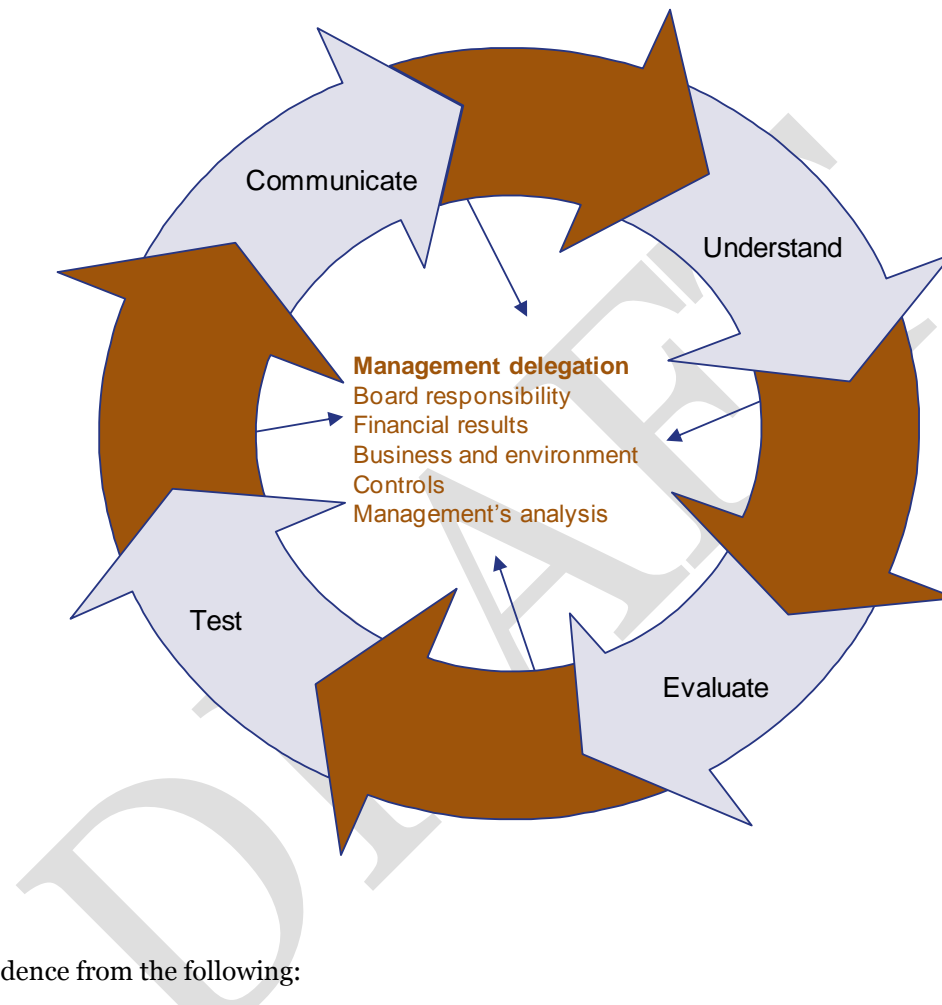 Communicate
Understand
Management delegation
Board responsibility
Financial results
Business and environment
Controls
Management's analysis
Test
Evaluate
DRAFT
dence from the following: